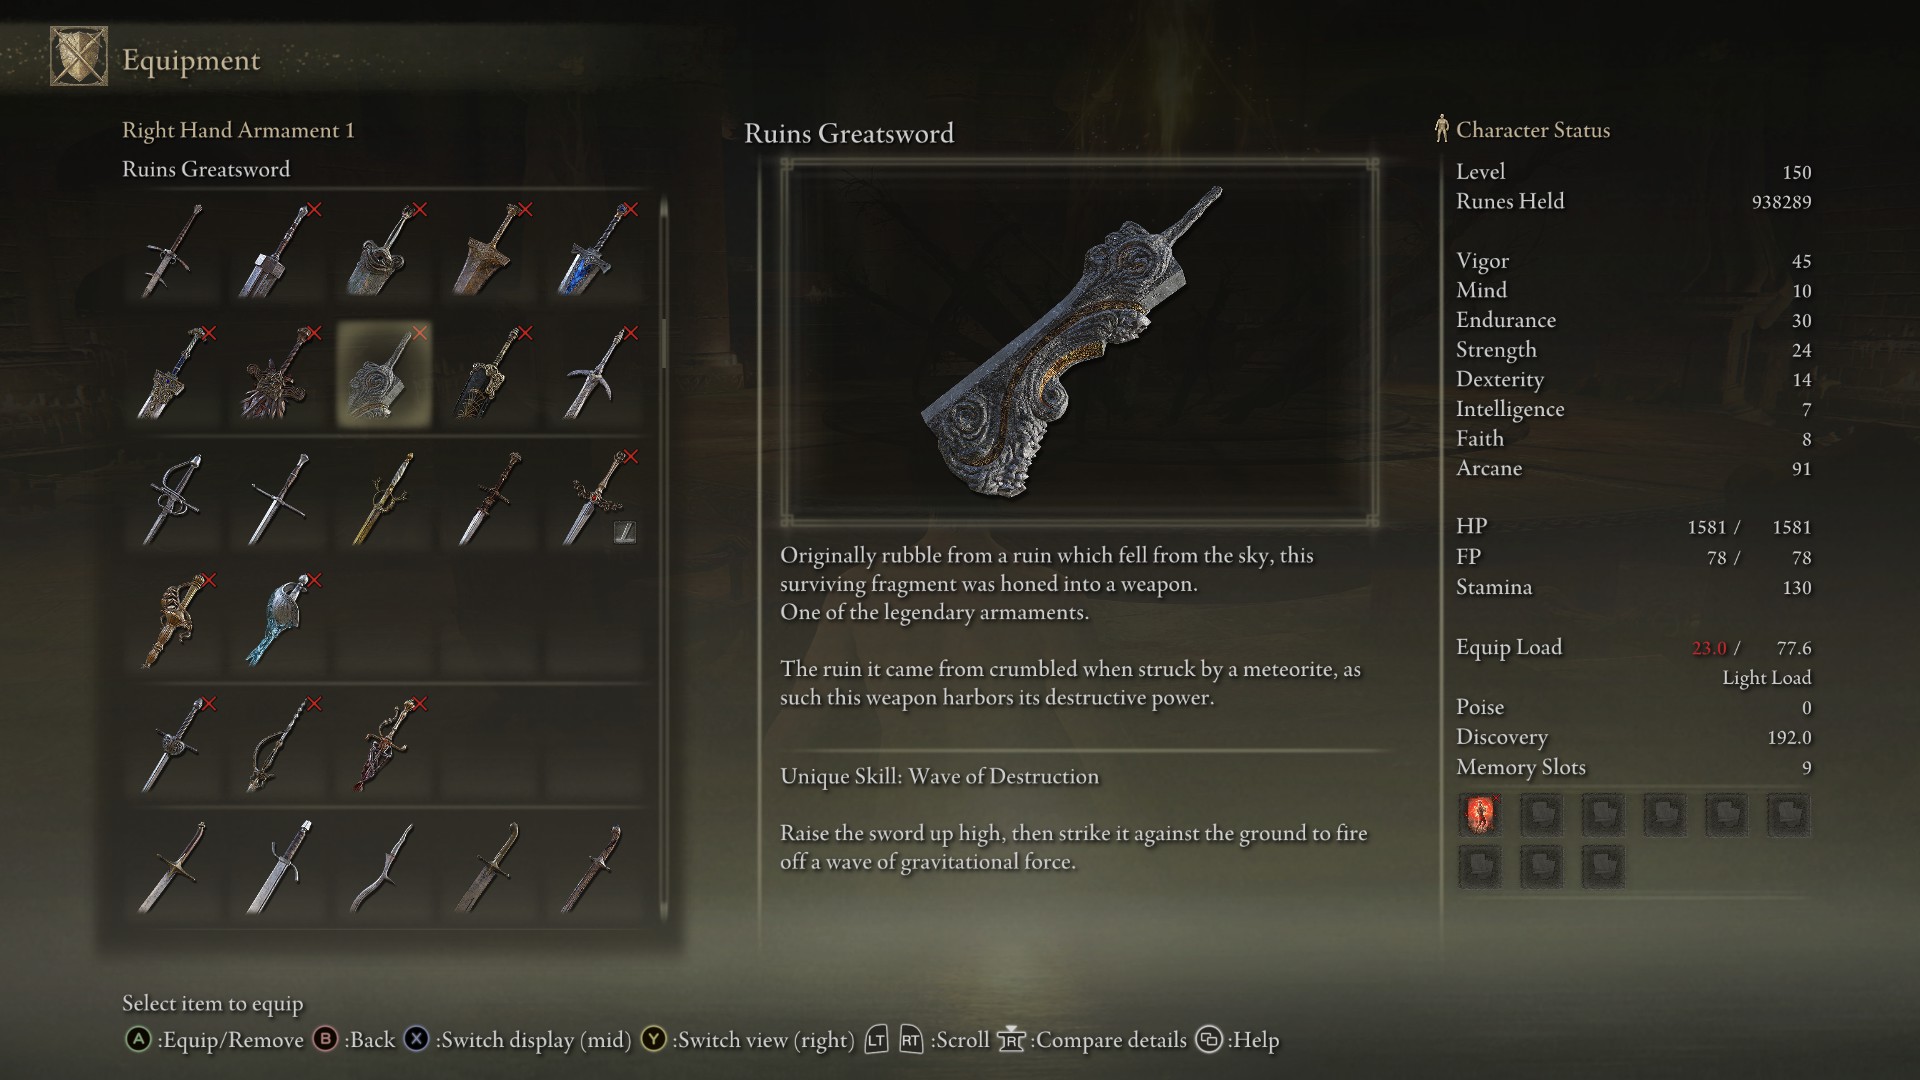 Equipment
Right Hand Armament 1
Ruins Greatsword
Ruins Greatsword
Originally rubble from a ruin which fell from the sky, this
surviving fragment was honed into a weapon.
One of the legendary armaments.
The ruin it came from crumbled when struck by a meteorite, as
such this weapon harbors its destructive power.
Unique Skill: Wave of Destruction
Raise the sword up high, then strike it against the ground to fire
off a wave of gravitational force.
Character Status
Level 150
Runes Held 938289
Vigor 45
Mind 10
Endurance 30
Strength 24
Dexterity 14
Intelligence 7
Faith 8
Arcane 91
HP 1581 / 1581
FP 78 / 78
Stamina 130
Equip Load 23.0 / 77.6
Light Load
Poise 0
Discovery 192.0
Memory Slots 9
Select item to equip
A :Equip/Remove B :Back X :Switch display (mid) Y :Switch view (right) LT RT :Scroll R :Compare details :Help